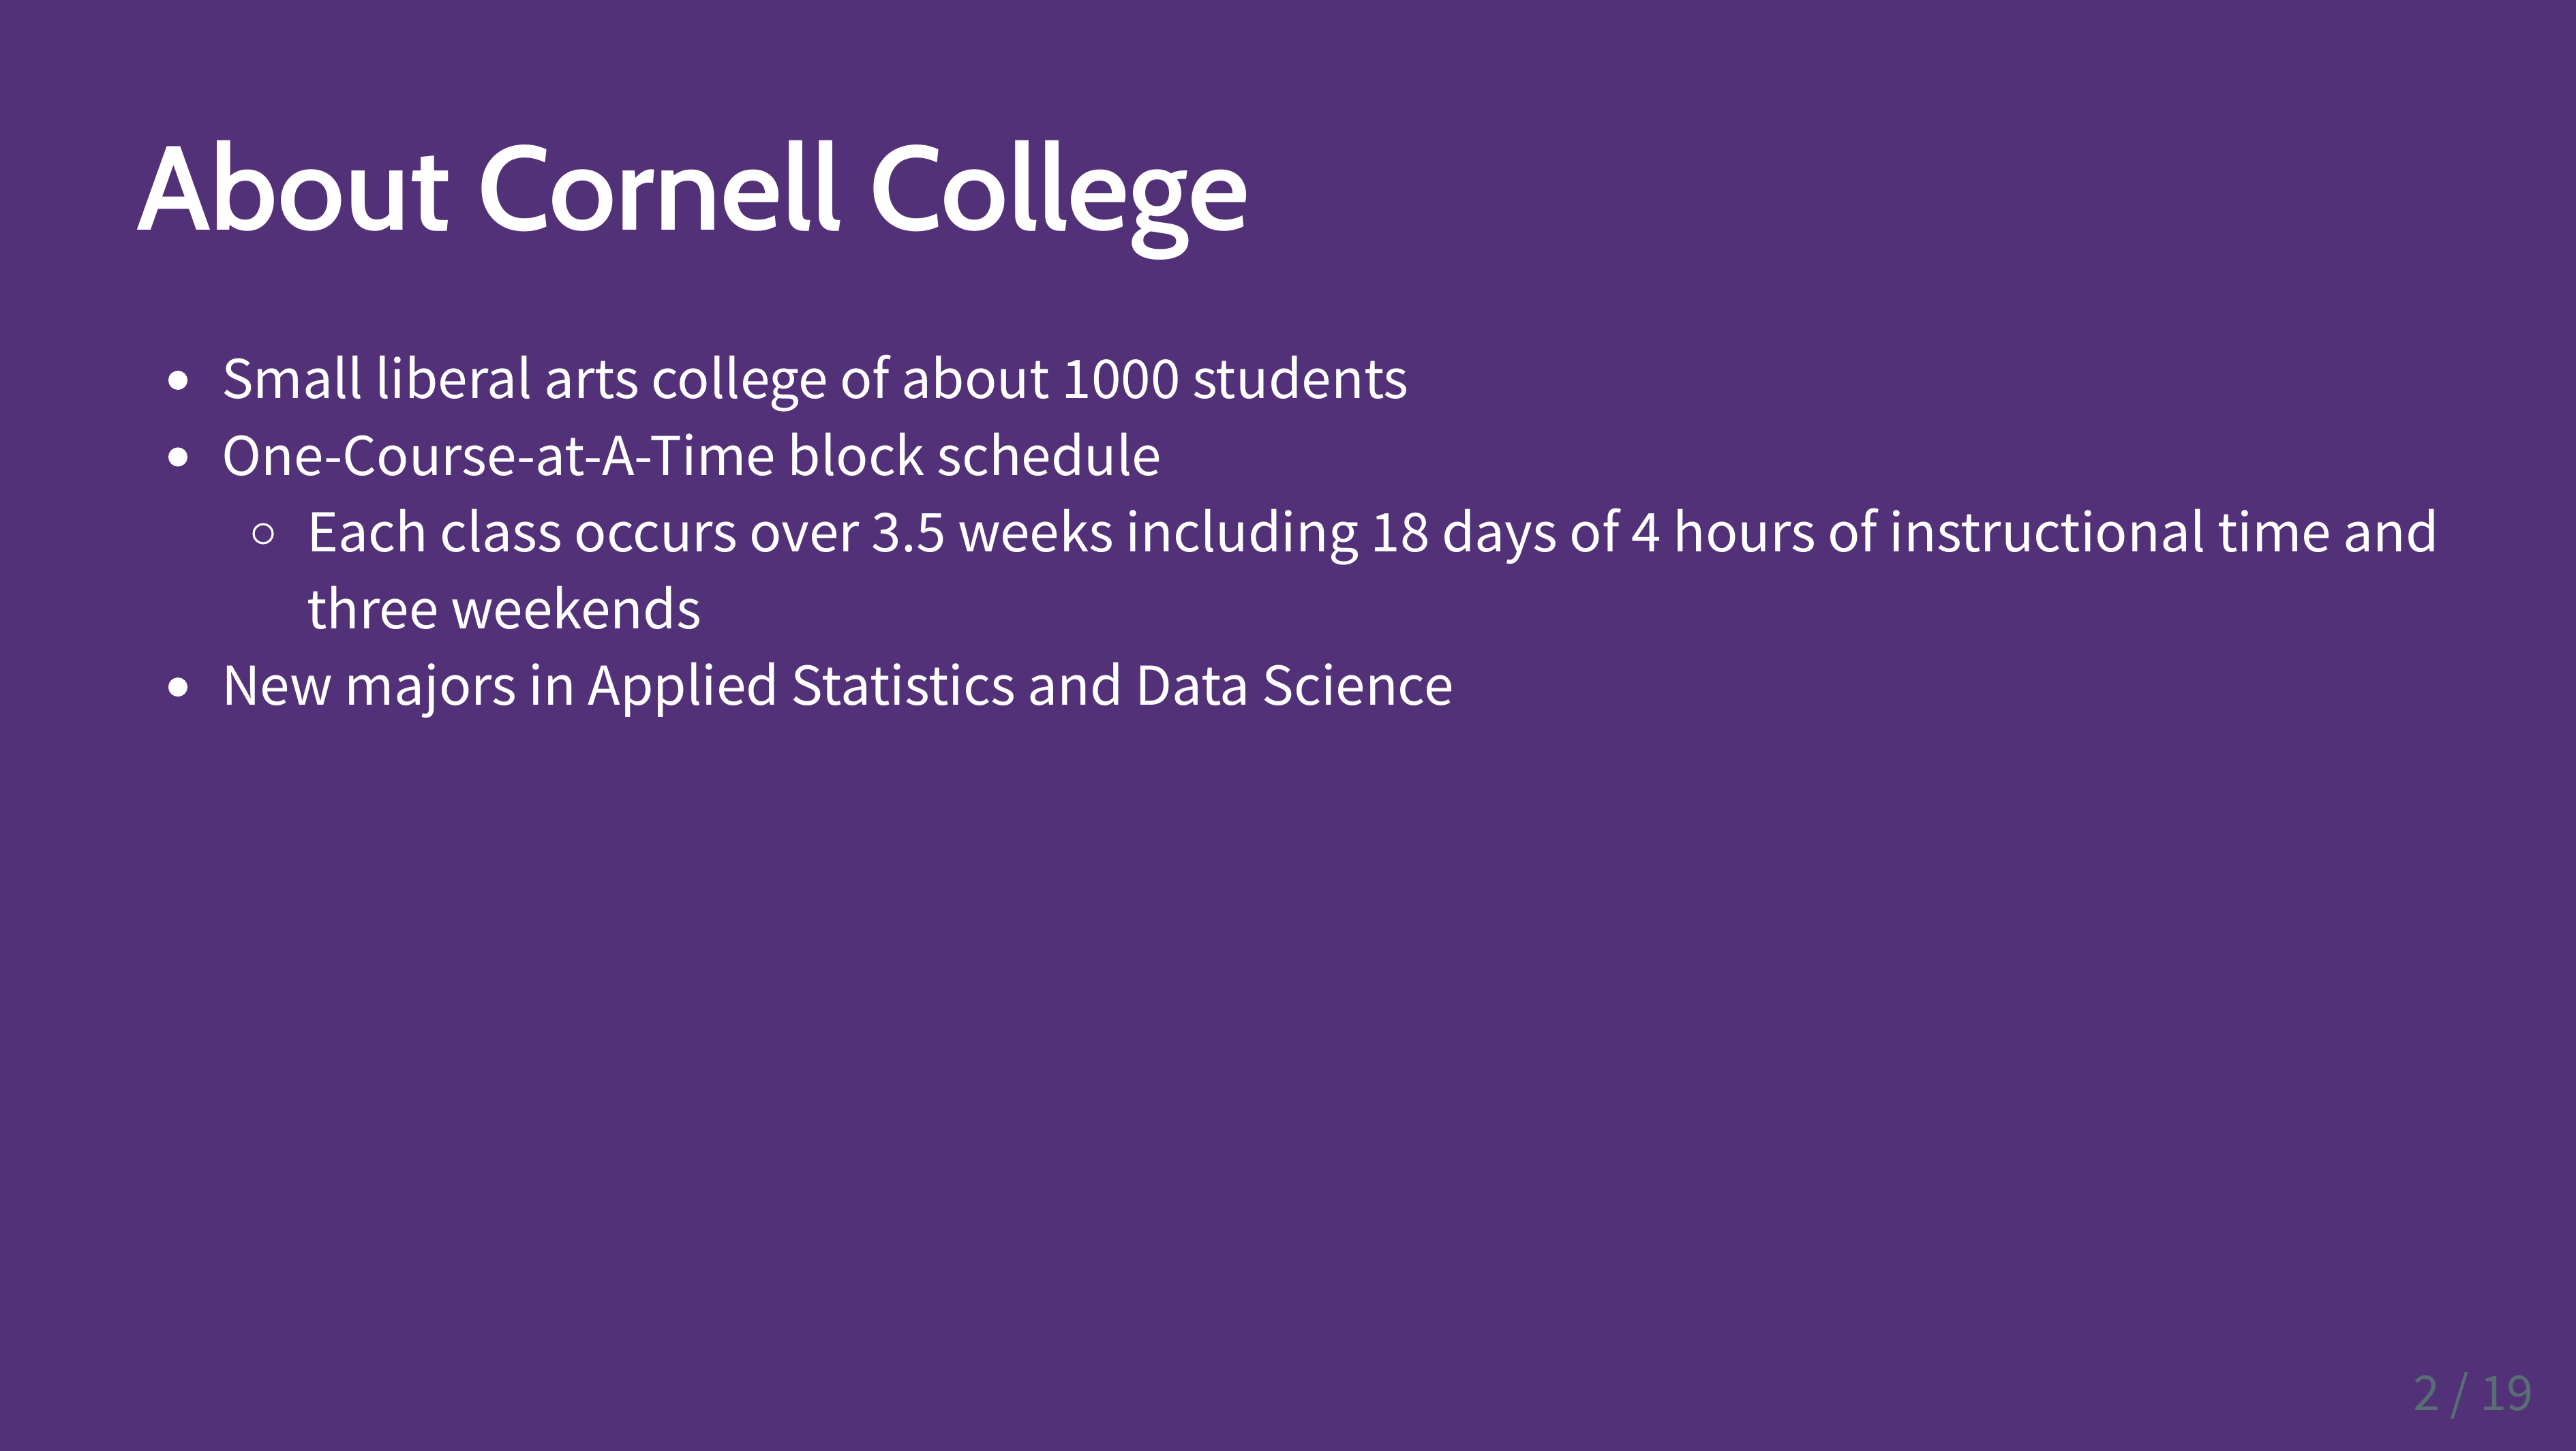 About Cornell College
Small liberal arts college of about 1000 students
One-Course-at-A-Time block schedule
Each class occurs over 3.5 weeks including 18 days of 4 hours of instructional time and
three weekends
New majors in Applied Statistics and Data Science
2 / 19